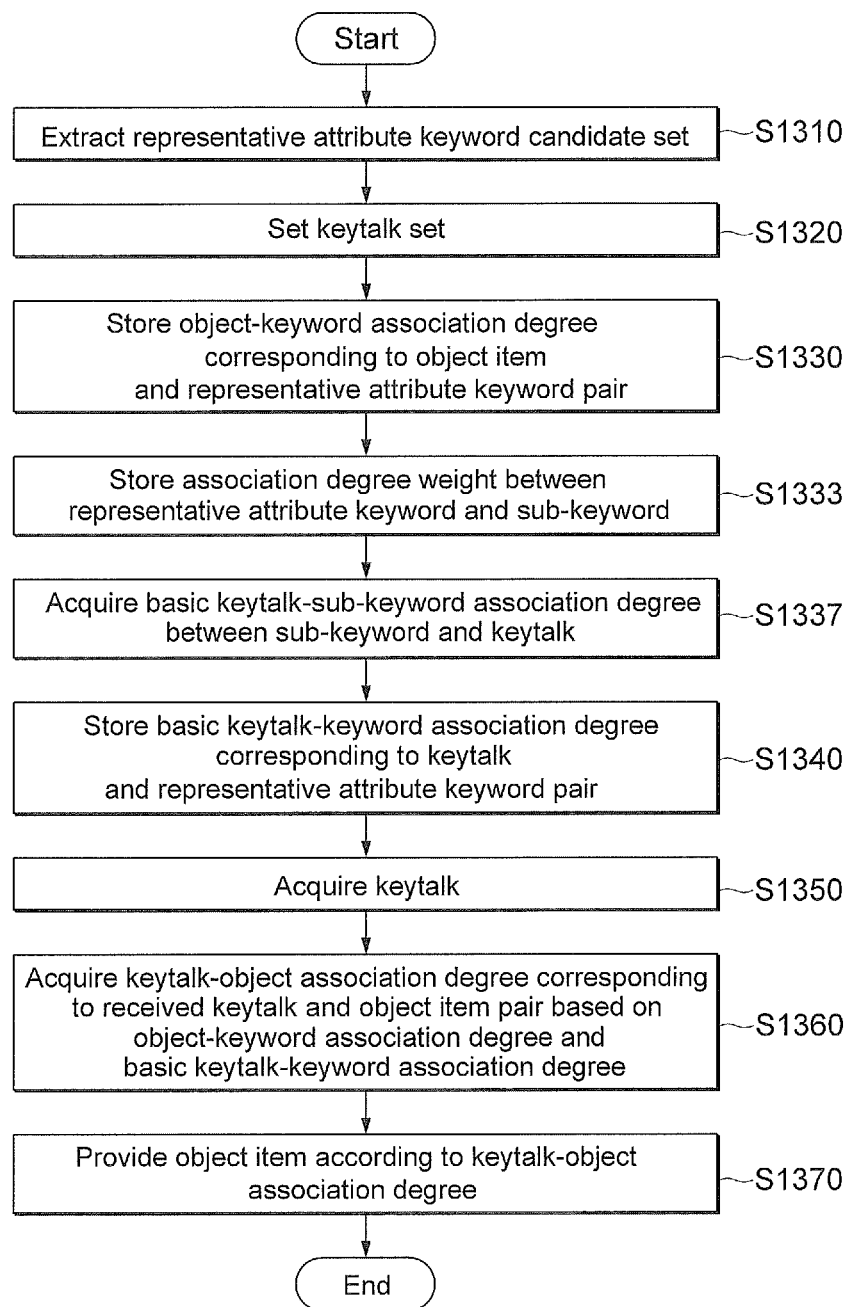 Start
Extract representative attribute keyword candidate set
S1310
Set keytalk set
S1320
Store object-keyword association degree
corresponding to object item
and representative attribute keyword pair
S1330
Store association degree weight between
representative attribute keyword and sub-keyword
S1333
Acquire basic keytalk-sub-keyword association degree
between sub-keyword and keytalk
S1337
Store basic keytalk-keyword association degree
corresponding to keytalk
and representative attribute keyword pair
S1340
Acquire keytalk
S1350
Acquire keytalk-object association degree corresponding
to received keytalk and object item pair based on
object-keyword association degree and
basic keytalk-keyword association degree
S1360
Provide object item according to keytalk-object
association degree
S1370
End